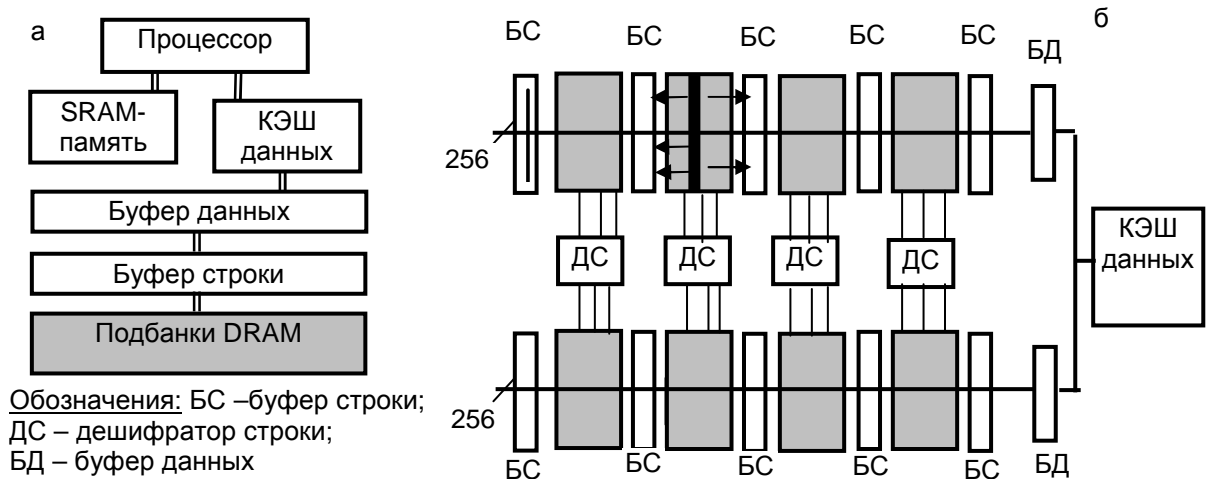 а
Процессор
SRAM-
память
КЭШ
данных
Буфер данных
Буфер строки
Подбанки DRAM
Обозначения: БС –буфер строки;
ДС – дешифратор строки;
БД – буфер данных
б
БС
БС
БС
БС
БС
БД
256
ДС
ДС
ДС
ДС
КЭШ
данных
256
БС
БС
БС
БС
БС
БД